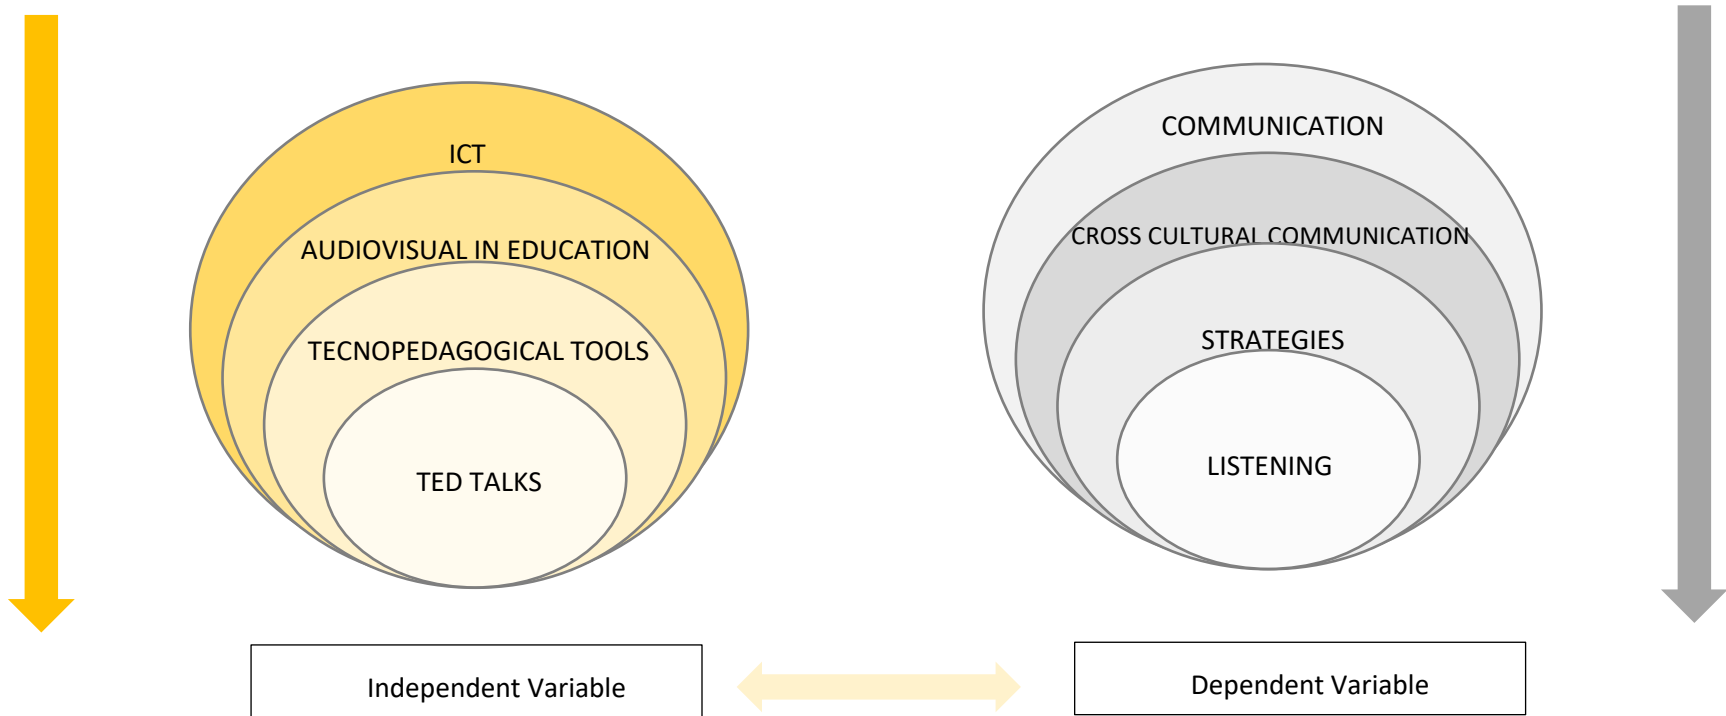 ICT
AUDIOVISUAL IN EDUCATION
TECNOPEDAGOGICAL TOOLS
TED TALKS
Independent Variable
COMMUNICATION
CROSS CULTURAL COMMUNICATION
STRATEGIES
LISTENING
Dependent Variable